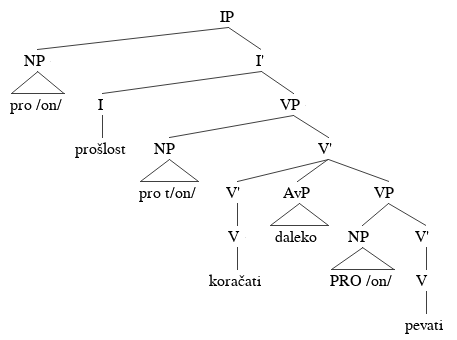 IP
NP I'
pro /on/ I VP
prošlost NP V'
pro t/on/ V' AvP VP
V daleko NP V'
koračati PRO /on/ V
pevati